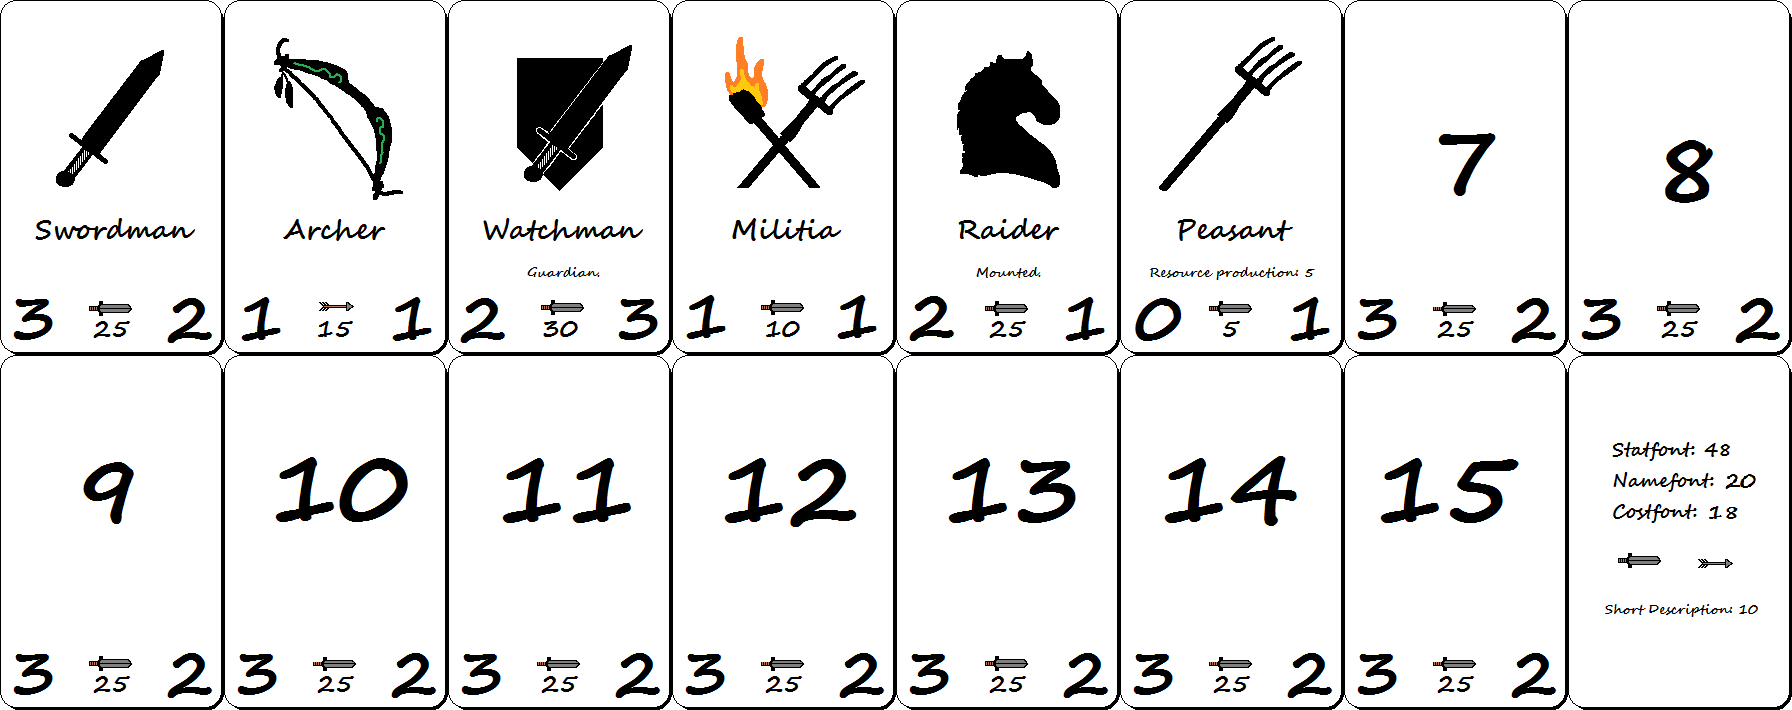 Swordman
3 25 2
Archer
1 15 1
Watchman
Guardian.
2 30 3
Militia
1 10 1
Raider
Mounted.
2 25 1
Peasant
Resource production: 5
0 5 1
7
3 25 2
8
3 25 2
9
3 25 2
10
3 25 2
11
3 25 2
12
3 25 2
13
3 25 2
14
3 25 2
15
3 25 2
Statfont: 48
Namefont: 20
Costfont: 18
Short Description: 10